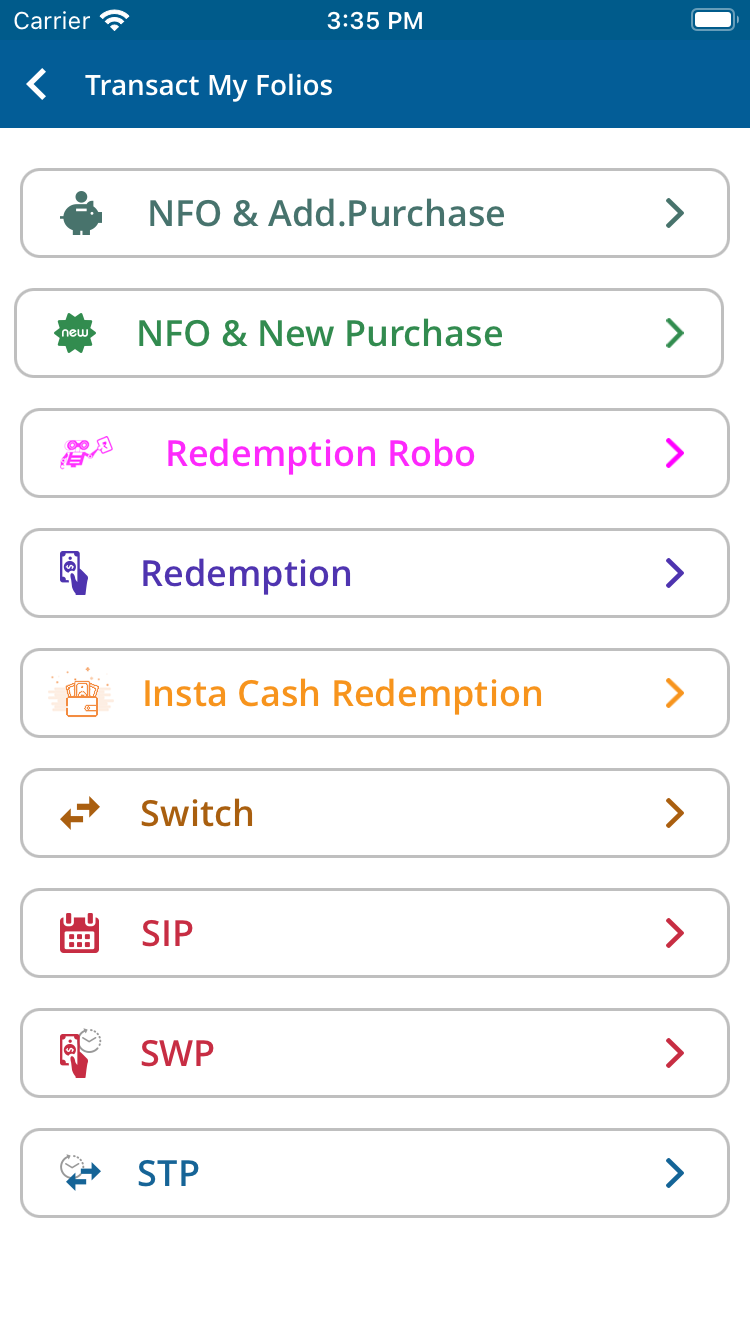 Carrier 3:35 PM
Transact My Folios
NFO & Add.Purchase
new NFO & New Purchase
Redemption Robo
Redemption
Insta Cash Redemption
Switch
SIP
SWP
STP